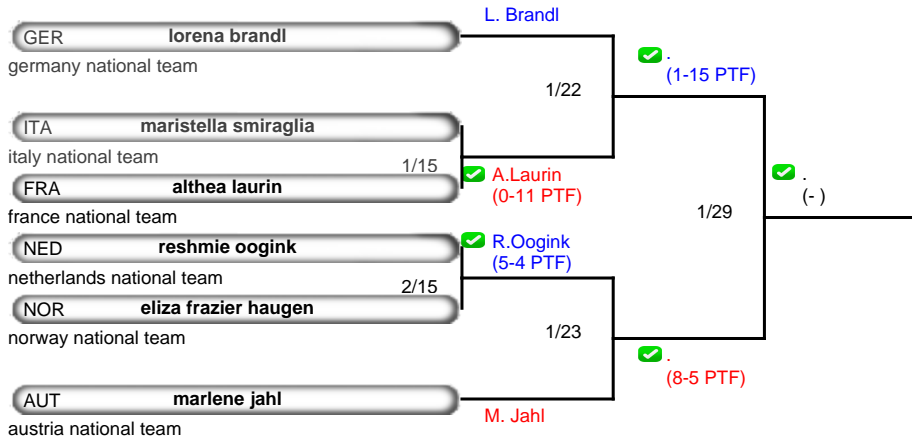 L. Brandl
GER lorena brandl
germany national team
.
(1-15 PTF)
1/22
ITA maristella smiraglia
italy national team
1/15
A.Laurin
(0-11 PTF)
FRA althea laurin
france national team
.
(- )
1/29
NED reshmie oogink
netherlands national team
R.Oogink
(5-4 PTF)
2/15
NOR eliza frazier haugen
norway national team
1/23
.
(8-5 PTF)
AUT marlene jahl
austria national team
M. Jahl